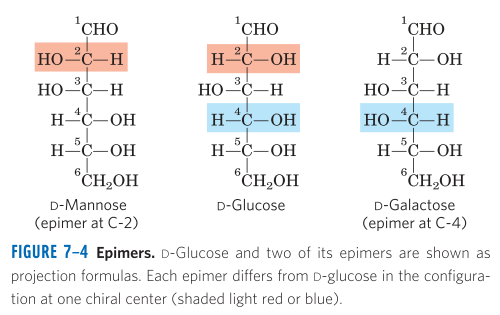 1CHO 1CHO 1CHO
HO—2C—H H—2C—OH H—2C—OH
HO—3C—H HO—3C—H HO—3C—H
H—4C—OH H—4C—OH HO—4C—H
H—5C—OH H—5C—OH H—5C—OH
6CH2OH 6CH2OH 6CH2OH
D-Mannose D-Glucose D-Galactose
(epimer at C-2) (epimer at C-4)
FIGURE 7–4 Epimers. D-Glucose and two of its epimers are shown as
projection formulas. Each epimer differs from D-glucose in the configura-
tion at one chiral center (shaded light red or blue).